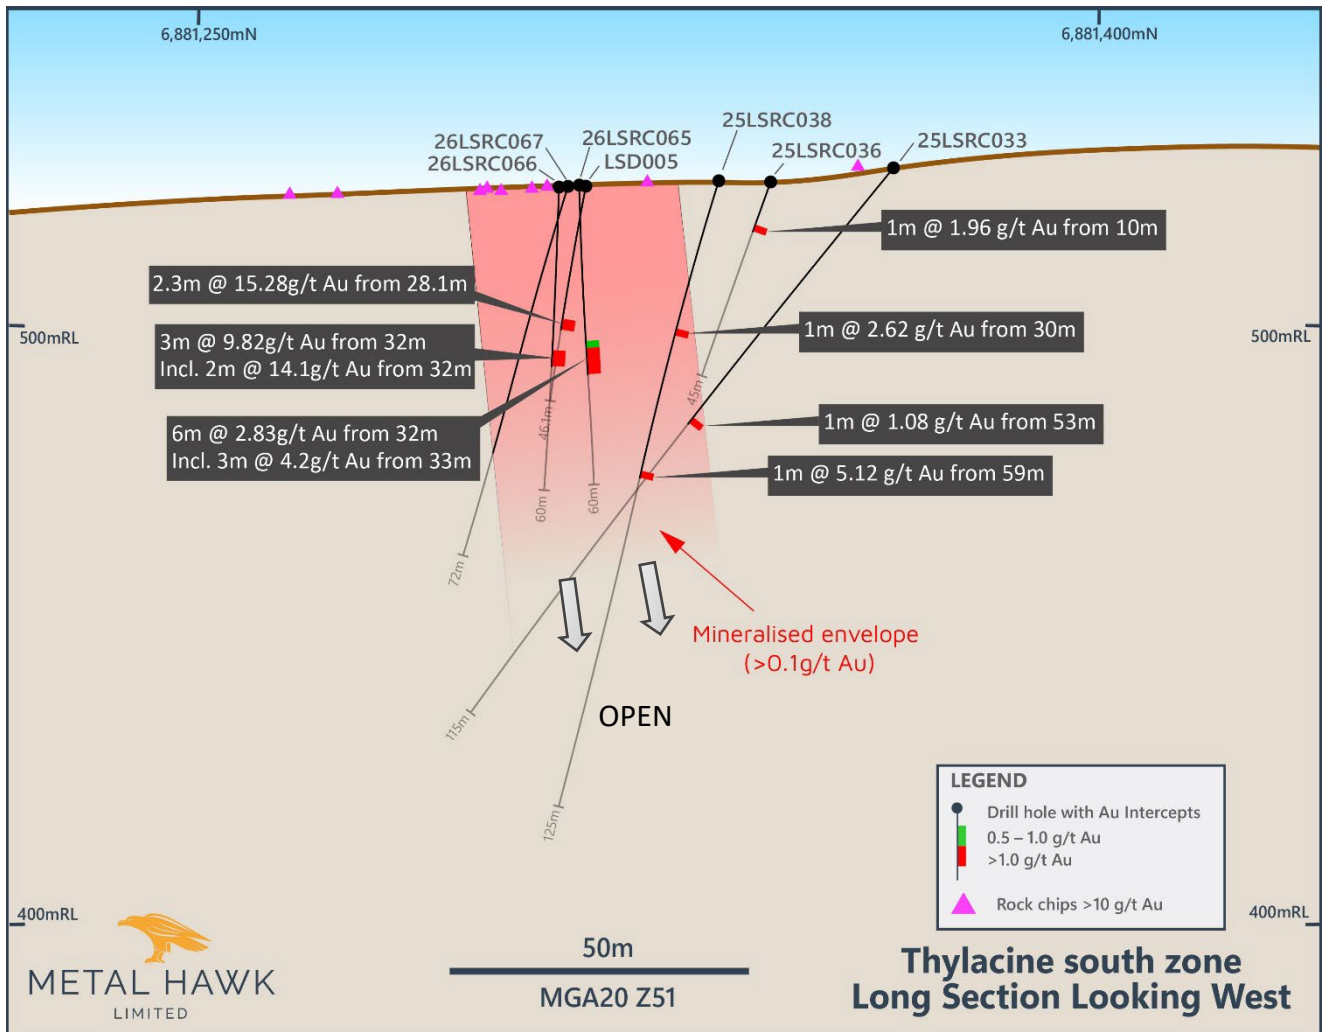 6,881,250mN
6,881,400mN
26LSRC067
26LSRC066
26LSRC065
LSD005
25LSRC038
25LSRC036
25LSRC033
1m @ 1.96 g/t Au from 10m
2.3m @ 15.28g/t Au from 28.1m
500mRL
3m @ 9.82g/t Au from 32m
Incl. 2m @ 14.1g/t Au from 32m
1m @ 2.62 g/t Au from 30m
500mRL
6m @ 2.83g/t Au from 32m
Incl. 3m @ 4.2g/t Au from 33m
45m
46.1m
1m @ 1.08 g/t Au from 53m
1m @ 5.12 g/t Au from 59m
60m
60m
72m
Mineralised envelope
(>0.1g/t Au)
115m
OPEN
125m
LEGEND
Drill hole with Au Intercepts
0.5 – 1.0 g/t Au
>1.0 g/t Au
Rock chips >10 g/t Au
400mRL
400mRL
METAL HAWK
LIMITED
50m
MGA20 Z51
Thylacine south zone
Long Section Looking West